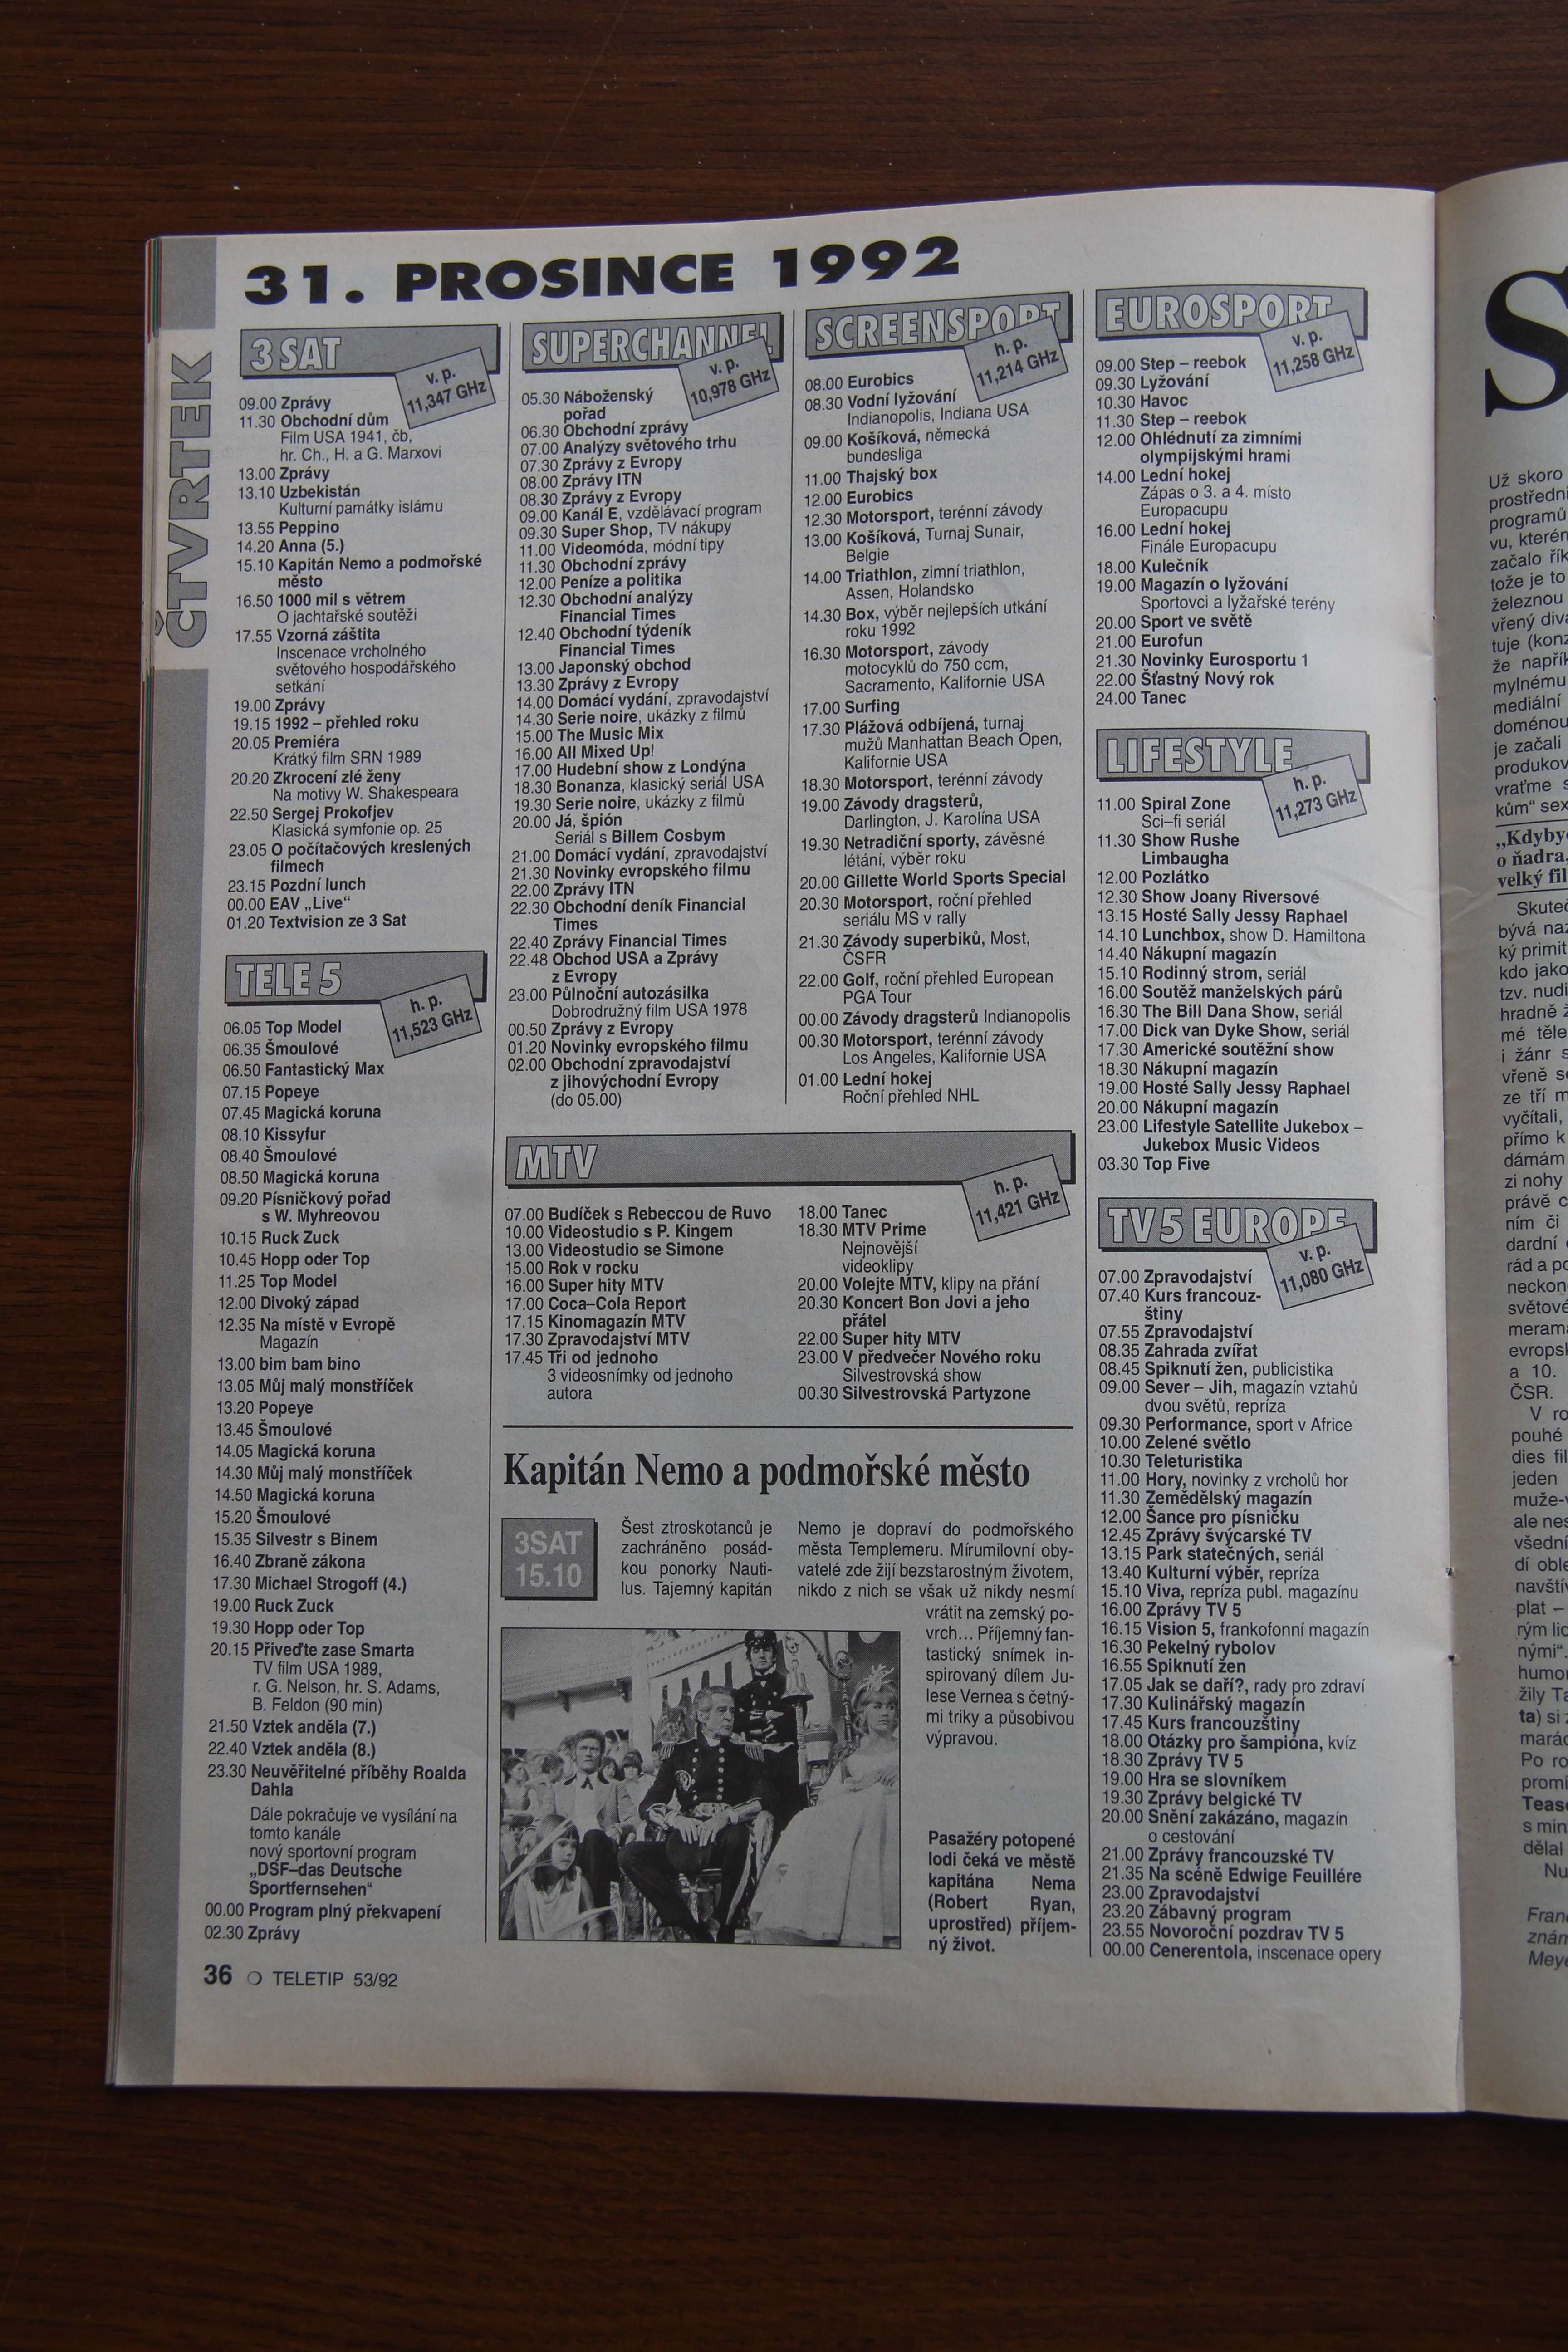 31. PROSINCE 1992
ČTVRTEK
3 SAT
v. p.
11,347 GHz
09.00 Zprávy
11.30 Obchodní dům
Film USA 1941, čb,
hr. Ch., H. a G. Marxovi
13.00 Zprávy
13.10 Uzbekistán
Kulturní památky islámu
13.55 Peppino
14.20 Anna (5.)
15.10 Kapitán Nemo a podmořské
město
16.50 1000 mil s větrem
O jachtařské soutěži
17.55 Vzorná záštita
Inscenace vrcholného
světového hospodářského
setkání
19.00 Zprávy
19.15 1992 – přehled roku
20.05 Premiéra
Krátký film SRN 1989
20.20 Zkrocení zlé ženy
Na motivy W. Shakespeara
22.50 Sergej Prokofjev
Klasická symfonie op. 25
23.05 O počítačových kreslených
filmech
23.15 Pozdní lunch
00.00 EAV „Live“
01.20 Textvision ze 3 Sat
TELE 5
h. p.
11,523 GHz
06.05 Top Model
06.35 Šmoulové
06.50 Fantastický Max
07.15 Popeye
07.45 Magická koruna
08.10 Kissyfur
08.40 Šmoulové
08.50 Magická koruna
09.20 Písničkový pořad
s W. Myhreovou
10.15 Ruck Zuck
10.45 Hopp oder Top
11.25 Top Model
12.00 Divoký západ
12.35 Na místě v Evropě
Magazín
13.00 bim bam bino
13.05 Můj malý monstříček
13.20 Popeye
13.45 Šmoulové
14.05 Magická koruna
14.30 Můj malý monstříček
14.50 Magická koruna
15.20 Šmoulové
15.35 Silvestr s Binem
16.40 Zbraně zákona
17.30 Michael Strogoff (4.)
19.00 Ruck Zuck
19.30 Hopp oder Top
20.15 Přiveďte zase Smarta
TV film USA 1989,
r. G. Nelson, hr. S. Adams,
B. Feldon (90 min)
21.50 Vztek anděla (7.)
22.40 Vztek anděla (8.)
23.30 Neuvěřitelné příběhy Roalda
Dahla
Dále pokračuje ve vysílání na
tomto kanále
nový sportovní program
„DSF–das Deutsche
Sportfernsehen“
00.00 Program plný překvapení
02.30 Zprávy
SUPERCHANNEL
v. p.
10,978 GHz
05.30 Náboženský
pořad
06.30 Obchodní zprávy
07.00 Analýzy světového trhu
07.30 Zprávy z Evropy
08.00 Zprávy ITN
08.30 Zprávy z Evropy
09.00 Kanál E, vzdělávací program
09.30 Super Shop, TV nákupy
11.00 Videomóda, módní tipy
11.30 Obchodní zprávy
12.00 Peníze a politika
12.30 Obchodní analýzy
Financial Times
12.40 Obchodní týdeník
Financial Times
13.00 Japonský obchod
13.30 Zprávy z Evropy
14.00 Domácí vydání, zpravodajství
14.30 Serie noire, ukázky z filmů
15.00 The Music Mix
16.00 All Mixed Up!
17.00 Hudební show z Londýna
18.30 Bonanza, klasický seriál USA
19.30 Serie noire, ukázky z filmů
20.00 Já, špión
Seriál s Billem Cosbym
21.00 Domácí vydání, zpravodajství
21.30 Novinky evropského filmu
22.00 Zprávy ITN
22.30 Obchodní deník Financial
Times
22.40 Zprávy Financial Times
22.48 Obchod USA a Zprávy
z Evropy
23.00 Půlnoční autozásilka
Dobrodružný film USA 1978
00.50 Zprávy z Evropy
01.20 Novinky evropského filmu
02.00 Obchodní zpravodajství
z jihovýchodní Evropy
(do 05.00)
SCREENSPORT
h. p.
11,214 GHz
08.00 Eurobics
08.30 Vodní lyžování
Indianopolis, Indiana USA
09.00 Košíková, německá
bundesliga
11.00 Thajský box
12.00 Eurobics
12.30 Motorsport, terénní závody
13.00 Košíková, Turnaj Sunair,
Belgie
14.00 Triathlon, zimní triathlon,
Assen, Holandsko
14.30 Box, výběr nejlepších utkání
roku 1992
16.30 Motorsport, závody
motocyklů do 750 ccm,
Sacramento, Kalifornie USA
17.00 Surfing
17.30 Plážová odbíjená, turnaj
mužů Manhattan Beach Open,
Kalifornie USA
18.30 Motorsport, terénní závody
19.00 Závody dragsterů,
Darlington, J. Karolína USA
19.30 Netradiční sporty, závěsné
létání, výběr roku
20.00 Gillette World Sports Special
20.30 Motorsport, roční přehled
seriálu MS v rally
21.30 Závody superbiků, Most,
ČSFR
22.00 Golf, roční přehled European
PGA Tour
00.00 Závody dragsterů Indianopolis
00.30 Motorsport, terénní závody
Los Angeles, Kalifornie USA
01.00 Lední hokej
Roční přehled NHL
MTV
h. p.
11,421 GHz
07.00 Budíček s Rebeccou de Ruvo
10.00 Videostudio s P. Kingem
13.00 Videostudio se Simone
15.00 Rok v rocku
16.00 Super hity MTV
17.00 Coca–Cola Report
17.15 Kinomagazín MTV
17.30 Zpravodajství MTV
17.45 Tři od jednoho
3 videosnímky od jednoho
autora
18.00 Tanec
18.30 MTV Prime
Nejnovější
videoklipy
20.00 Volejte MTV, klipy na přání
20.30 Koncert Bon Jovi a jeho
přátel
22.00 Super hity MTV
23.00 V předvečer Nového roku
Silvestrovská show
00.30 Silvestrovská Partyzone
Kapitán Nemo a podmořské město
3SAT
15.10
Šest ztroskotanců je
zachráněno posád-
kou ponorky Nauti-
lus. Tajemný kapitán
Nemo je dopraví do podmořského
města Templemeru. Mírumilovní oby-
vatelé zde žijí bezstarostným životem,
nikdo z nich se však už nikdy nesmí
vrátit na zemský po-
vrch... Příjemný fan-
tastický snímek in-
spirovaný dílem Ju-
lese Vernea s četný-
mi triky a působivou
výpravou.
Pasažéry potopené
lodi čeká ve městě
kapitána Nema
(Robert Ryan,
uprostřed) příjem-
ný život.
EUROSPORT
v. p.
11,258 GHz
09.00 Step – reebok
09.30 Lyžování
10.30 Havoc
11.30 Step – reebok
12.00 Ohlédnutí za zimními
olympijskými hrami
14.00 Lední hokej
Zápas o 3. a 4. místo
Europacupu
16.00 Lední hokej
Finále Europacupu
18.00 Kulečník
19.00 Magazín o lyžování
Sportovci a lyžařské terény
20.00 Sport ve světě
21.00 Eurofun
21.30 Novinky Eurosportu 1
22.00 Šťastný Nový rok
24.00 Tanec
LIFESTYLE
h. p.
11,273 GHz
11.00 Spiral Zone
Sci–fi seriál
11.30 Show Rushe
Limbaugha
12.00 Pozlátko
12.30 Show Joany Riversové
13.15 Hosté Sally Jessy Raphael
14.10 Lunchbox, show D. Hamiltona
14.40 Nákupní magazín
15.10 Rodinný strom, seriál
16.00 Soutěž manželských párů
16.30 The Bill Dana Show, seriál
17.00 Dick van Dyke Show, seriál
17.30 Americké soutěžní show
18.30 Nákupní magazín
19.00 Hosté Sally Jessy Raphael
20.00 Nákupní magazín
23.00 Lifestyle Satellite Jukebox –
Jukebox Music Videos
03.30 Top Five
TV5 EUROPE
v. p.
11,080 GHz
07.00 Zpravodajství
07.40 Kurs francouz-
štiny
07.55 Zpravodajství
08.35 Zahrada zvířat
08.45 Spiknutí žen, publicistika
09.00 Sever – Jih, magazín vztahů
dvou světů, repríza
09.30 Performance, sport v Africe
10.00 Zelené světlo
10.30 Teleturistika
11.00 Hory, novinky z vrcholů hor
11.30 Zemědělský magazín
12.00 Šance pro písničku
12.45 Zprávy švýcarské TV
13.15 Park statečných, seriál
13.40 Kulturní výběr, repríza
15.10 Viva, repríza publ. magazínu
16.00 Zprávy TV 5
16.15 Vision 5, frankofonní magazín
16.30 Pekelný rybolov
16.55 Spiknutí žen
17.05 Jak se daří?, rady pro zdraví
17.30 Kulinářský magazín
17.45 Kurs francouzštiny
18.00 Otázky pro šampióna, kvíz
18.30 Zprávy TV 5
19.00 Hra se slovníkem
19.30 Zprávy belgické TV
20.00 Snění zakázáno, magazín
o cestování
21.00 Zprávy francouzské TV
21.35 Na scéně Edwige Feuillére
23.00 Zpravodajství
23.20 Zábavný program
23.55 Novoroční pozdrav TV 5
00.00 Cenerentola, inscenace opery
36 ❍ TELETIP 53/92
S
Už skoro
programů
začalo
tože je to
železnou
mediální
doménou
je začali
„Kdyby
o ňadra,
velký
kdo jako
i žánr
ze tří
přímo k
dámám
zi nohy
právě
ním či
rád a
světové
a 10.
ČSR.
pouhé
jeden
plat –
Po
s
dělal